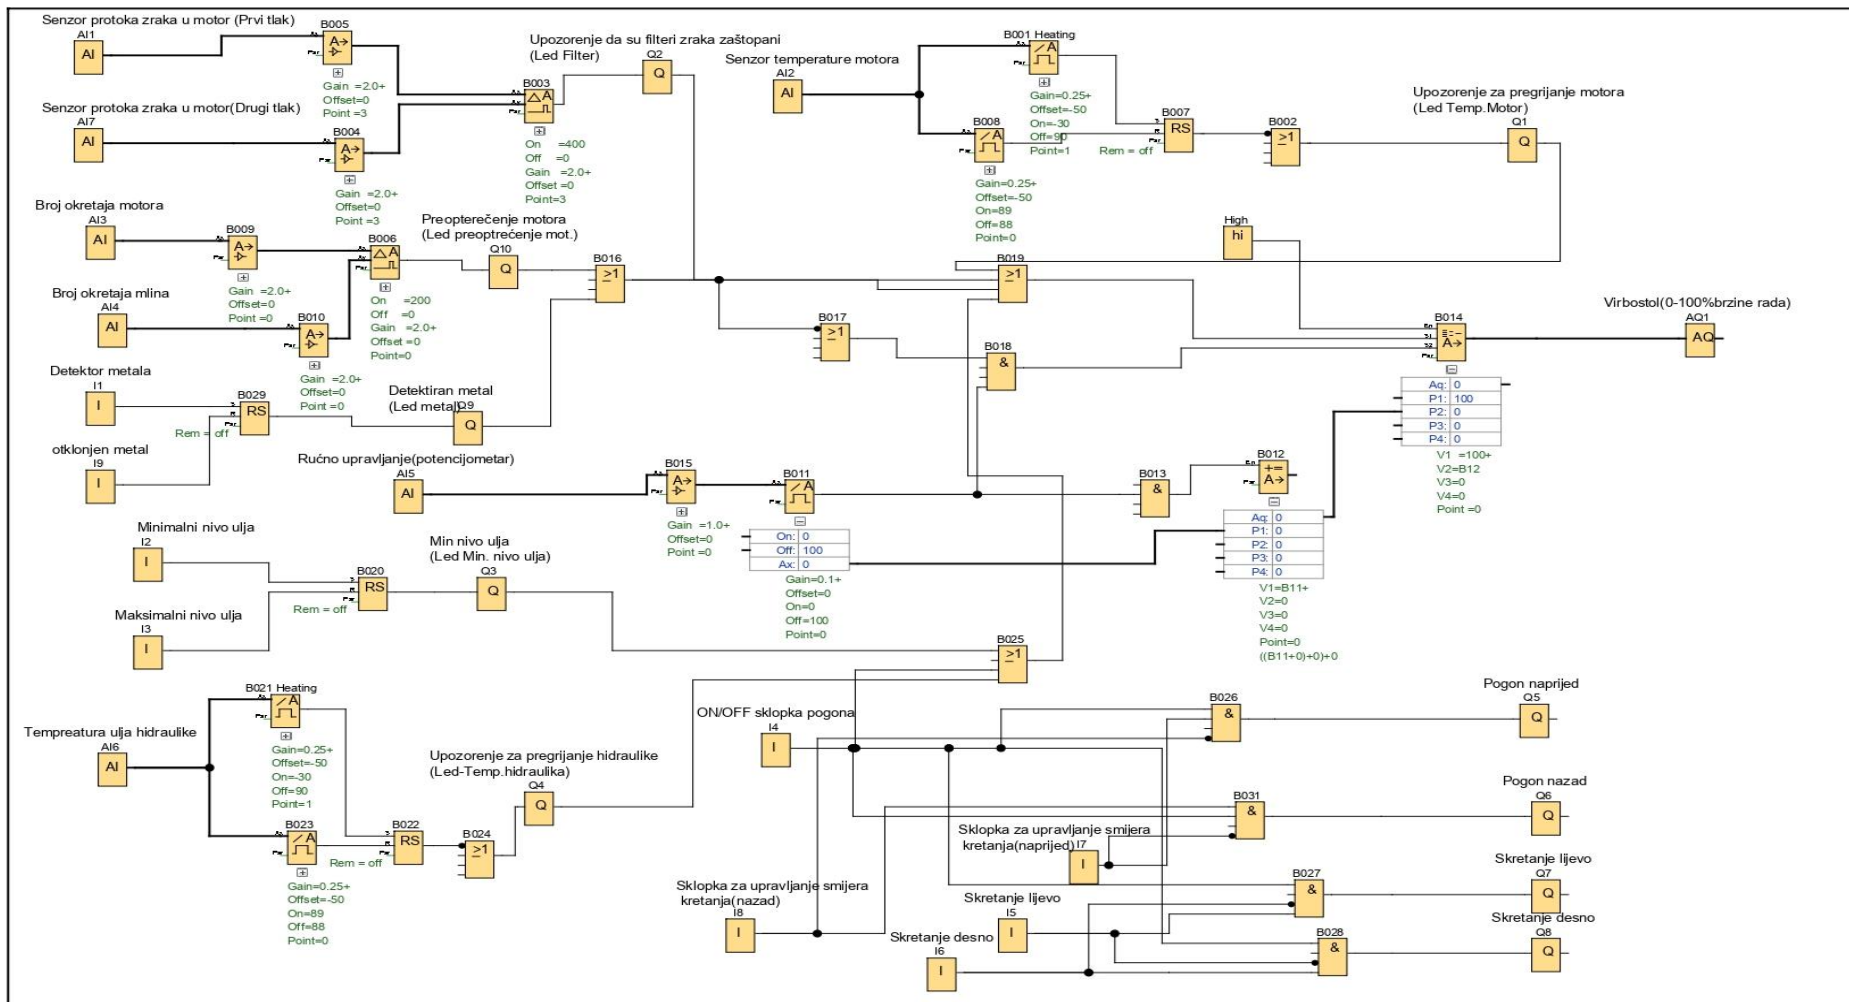 Senzor protoka zraka u motor (Prvi tlak)
AI1
AI
B005
A→
Gain =2.0+
Offset=0
Point =3
Senzor protoka zraka u motor(Drugi tlak)
AI7
AI
B004
A→
Gain =2.0+
Offset=0
Point =3
B003
On =400
Off =0
Gain =2.0+
Offset =0
Point=3
Upozorenje da su filteri zraka zaštopani
(Led Filter)
Q2
Q
Senzor temperature motora
AI2
AI
B001 Heating
Gain=0.25+
Offset=-50
On=-30
Off=90
Point=1
B008
Gain=0.25+
Offset=-50
On=89
Off=88
Point=0
B007
RS
Rem = off
B002
≥1
Upozorenje za pregrijanje motora
(Led Temp.Motor)
Q1
Q
Broj okretaja motora
AI3
AI
B009
A→
Gain =2.0+
Offset=0
Point =0
Broj okretaja mlina
AI4
AI
B010
A→
Gain =2.0+
Offset=0
Point =0
B006
On =200
Off =0
Gain =2.0+
Offset =0
Point=0
Preopterečenje motora
(Led preoptrećenje mot.)
Q10
Q
B016
≥1
Detektor metala
I1
I
B029
RS
Rem = off
otklonjen metal
I9
I
Detektiran metal
(Led metal)
Q9
Q
High
hi
B019
≥1
B017
≥1
B018
&
B014
A→
Aq: 0
P1: 100
P2: 0
P3: 0
P4: 0
V1 =100+
V2=B12
V3=0
V4=0
Point =0
Virbostol(0-100%brzine rada)
AQ1
AQ
Rućno upravljanje(potencijometar)
AI5
AI
B015
A→
Gain =1.0+
Offset=0
Point =0
B011
On: 0
Off: 100
Ax: 0
Gain=0.1+
Offset=0
On=0
Off=100
Point=0
B013
&
B012
+=
A→
Aq: 0
P1: 0
P2: 0
P3: 0
P4: 0
V1=B11+
V2=0
V3=0
V4=0
Point=0
((B11+0)+0)+0
Minimalni nivo ulja
I2
I
Maksimalni nivo ulja
I3
I
B020
RS
Rem = off
Min nivo ulja
(Led Min. nivo ulja)
Q3
Q
B025
≥1
Tempreatura ulja hidraulike
AI6
AI
B021 Heating
Gain=0.25+
Offset=-50
On=-30
Off=90
Point=1
B023
Gain=0.25+
Offset=-50
On=89
Off=88
Point=0
B022
RS
Rem = off
B024
≥1
Upozorenje za pregrijanje hidraulike
(Led-Temp.hidraulika)
Q4
Q
ON/OFF sklopka pogona
I4
I
B026
&
Pogon naprijed
Q5
Q
B031
&
Pogon nazad
Q6
Q
Sklopka za upravljanje smijera
kretanja(naprijed)
I7
I
Sklopka za upravljanje smijera
kretanja(nazad)
I8
I
B027
&
Skretanje lijevo
Q7
Q
Skretanje lijevo
I5
I
Skretanje desno
I6
I
B028
&
Skretanje desno
Q8
Q